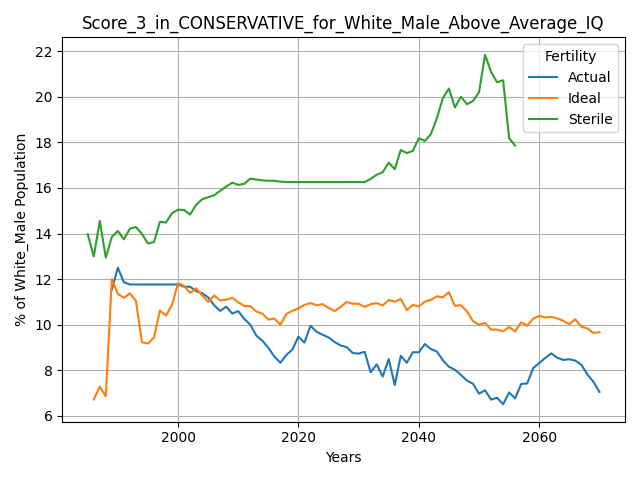 Score_3_in_CONSERVATIVE_for_White_Male_Above_Average_IQ
% of White_Male Population
22
20
18
16
14
12
10
8
6
Fertility
Actual
Ideal
Sterile
2000
2020
2040
2060
Years